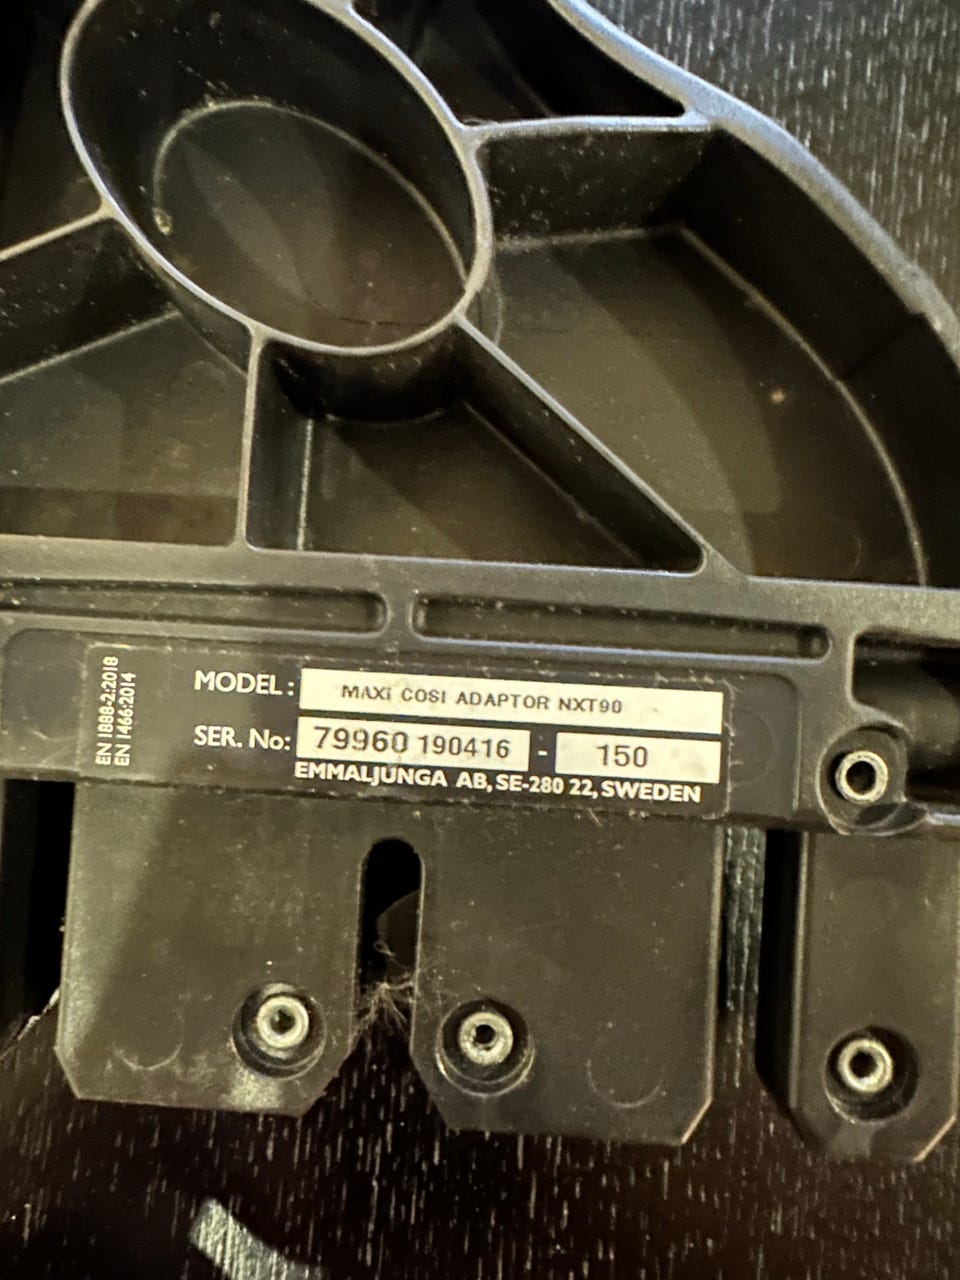 EN 1888-2:2018
EN 1466:2014
MODEL: MAXi COSI ADAPTOR NXT90
SER. No: 79960 190416 - 150
EMMALJUNGA AB, SE-280 22, SWEDEN